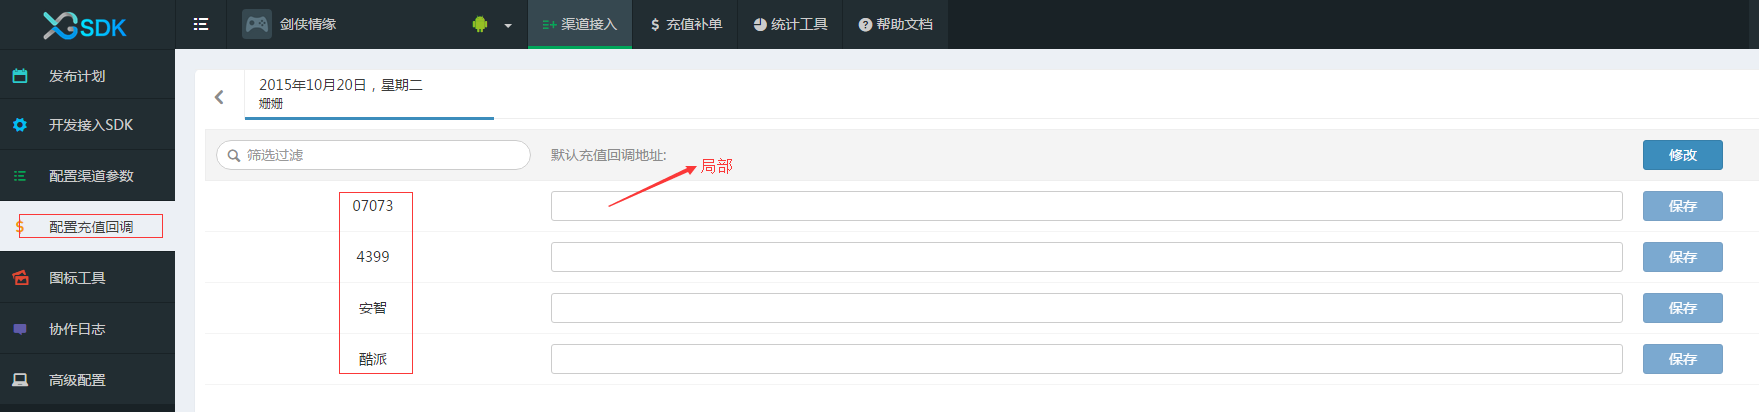 XGSDK
剑侠情缘
渠道接入
$ 充值补单
统计工具
? 帮助文档
发布计划
开发接入SDK
配置渠道参数
$ 配置充值回调
图标工具
协作日志
高级配置
2015年10月20日，星期二
姗姗
筛选过滤
默认充值回调地址:
局部
修改
07073
保存
4399
保存
安智
保存
酷派
保存